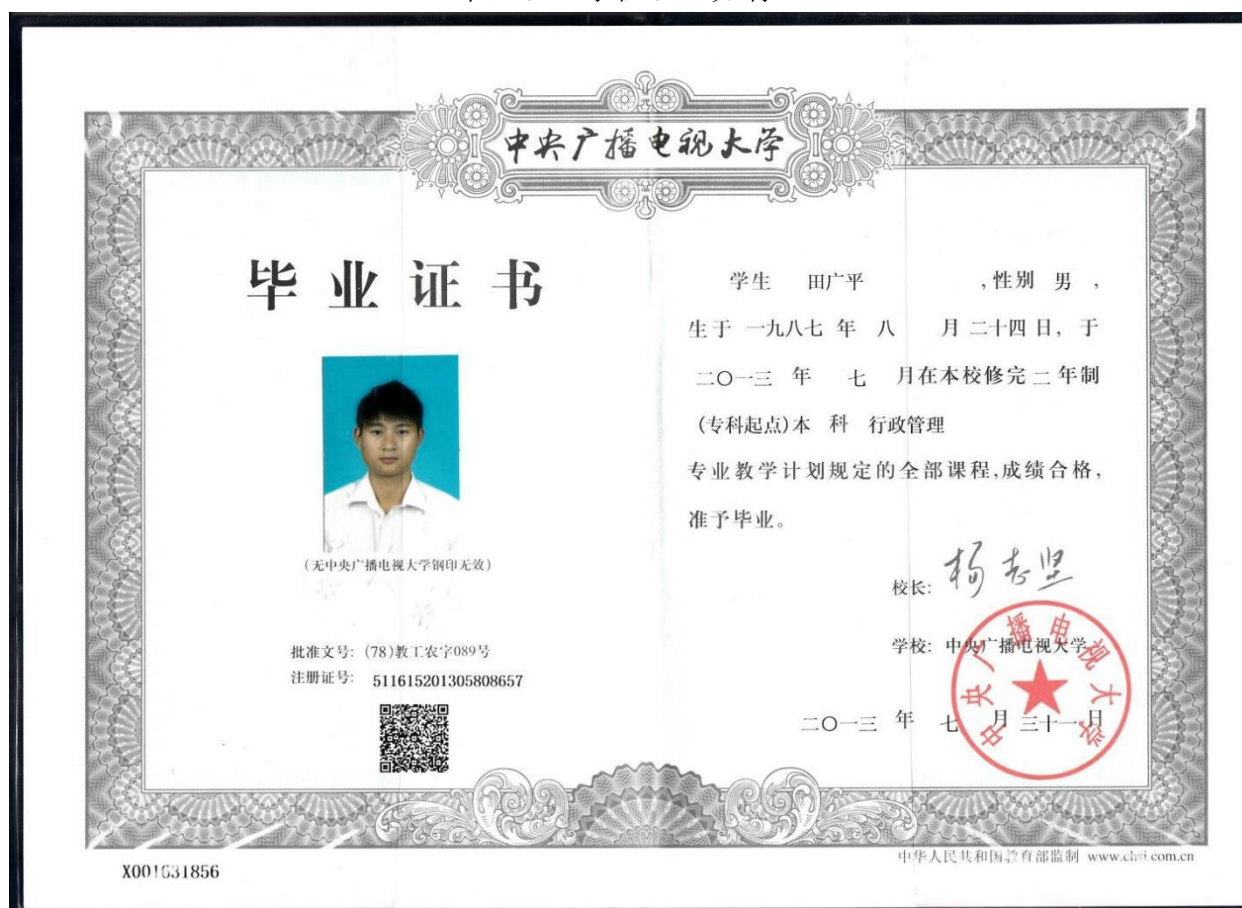 中央广播电视大学
毕业证书
(无中央广播电视大学钢印无效)
批准文号: (78)教工农字089号
注册证号: 511615201305808657
X001631856
学生 田广平 , 性别 男 ,
生于 一九八七 年 八 月 二十四 日, 于
二〇一三 年 七 月在本校修完 二 年制
(专科起点)本 科 行政管理
专业教学计划规定的全部课程,成绩合格,
准予毕业。
校长: 杨志坚
学校: 中央广播电视大学
二〇一三 年 七 月 三十一 日
中央广播电视大学
中华人民共和国教育部监制 www.chsi.com.cn